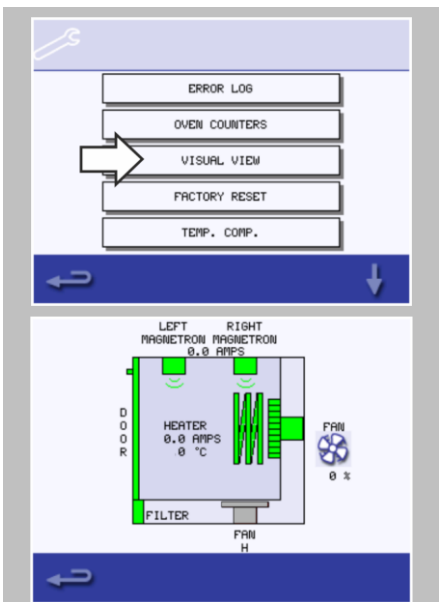 ERROR LOG
OVEN COUNTERS
VISUAL VIEW
FACTORY RESET
TEMP. COMP.
LEFT RIGHT
MAGNETRON MAGNETRON
0.0 AMPS
DOOR
HEATER
0.0 AMPS
.0 °C
FAN
0 %
FILTER
FAN
H